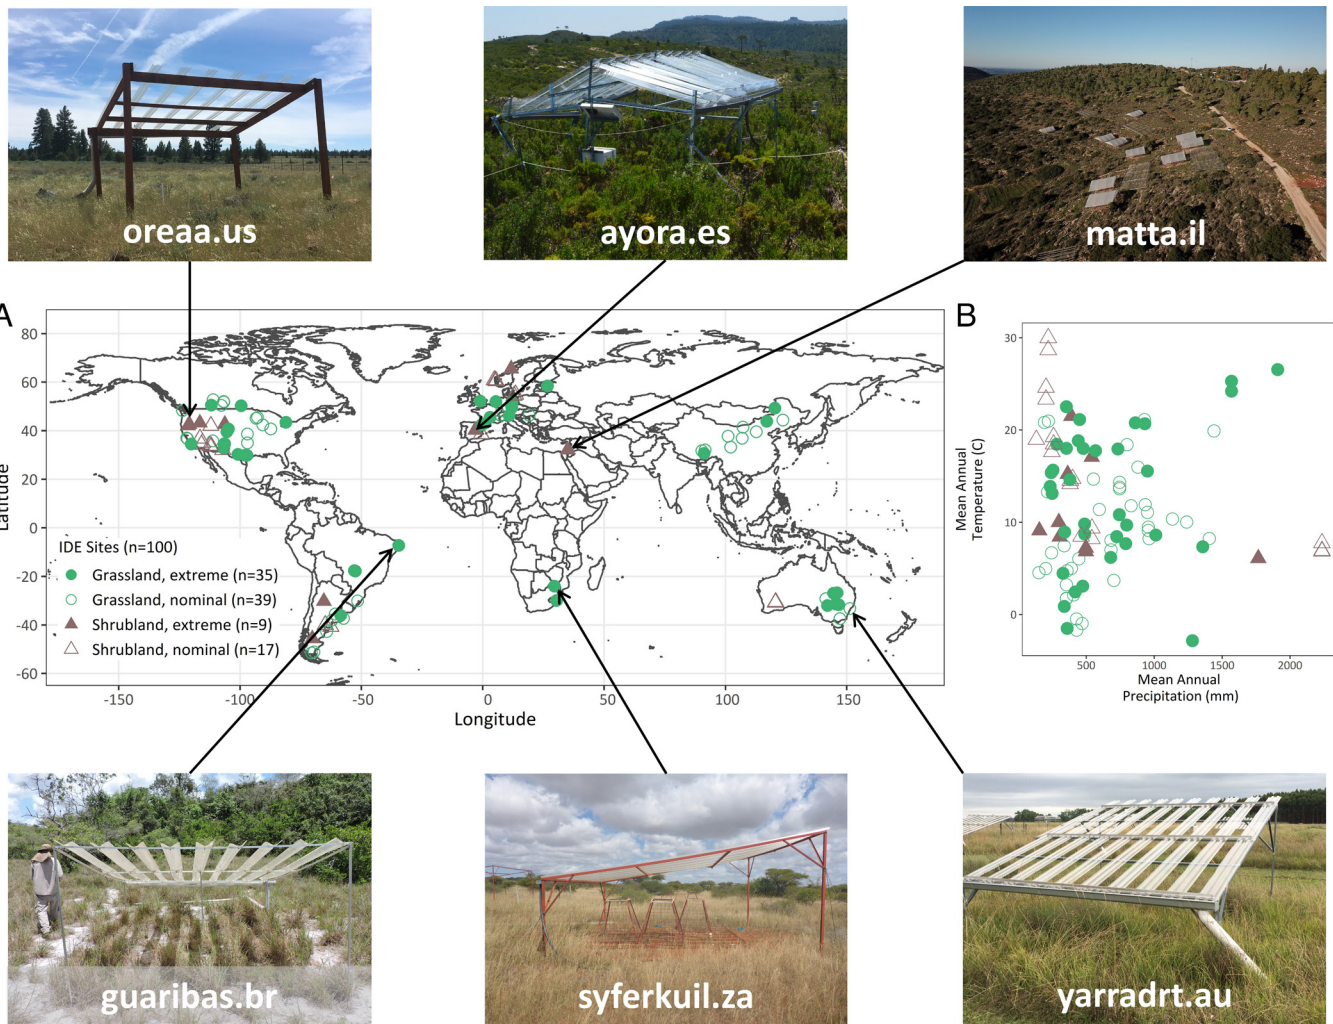 oreaa.us
ayora.es
matta.il
A
80
60
40
20
0
-20
-40
-60
Latitude
IDE Sites (n=100)
Grassland, extreme (n=35)
Grassland, nominal (n=39)
Shrubland, extreme (n=9)
Shrubland, nominal (n=17)
-150
-100
-50
0
50
100
150
Longitude
B
30
20
10
0
Mean Annual
Temperature (C)
500
1000
1500
2000
Mean Annual
Precipitation (mm)
guaribas.br
syferkuil.za
yarradrt.au